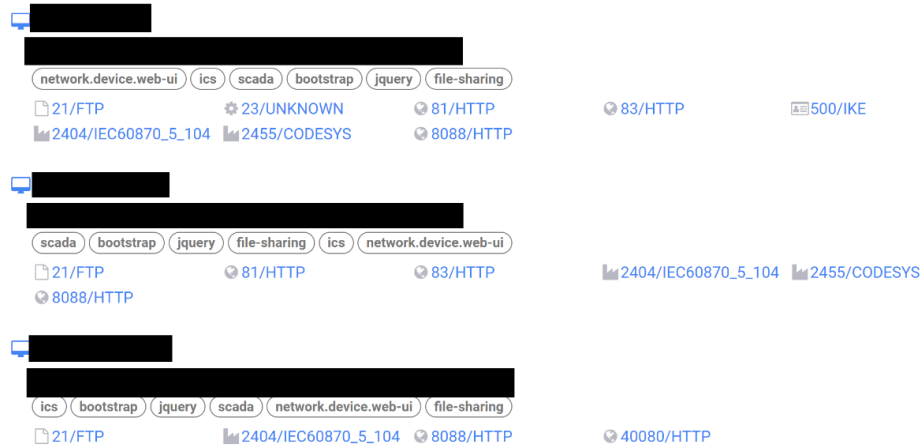 network.device.web-ui ics scada bootstrap jquery file-sharing
21/FTP 23/UNKNOWN 81/HTTP 83/HTTP 500/IKE
2404/IEC60870_5_104 2455/CODESYS 8088/HTTP
scada bootstrap jquery file-sharing ics network.device.web-ui
21/FTP 81/HTTP 83/HTTP 2404/IEC60870_5_104 2455/CODESYS
8088/HTTP
ics bootstrap jquery scada network.device.web-ui file-sharing
21/FTP 2404/IEC60870_5_104 8088/HTTP 40080/HTTP